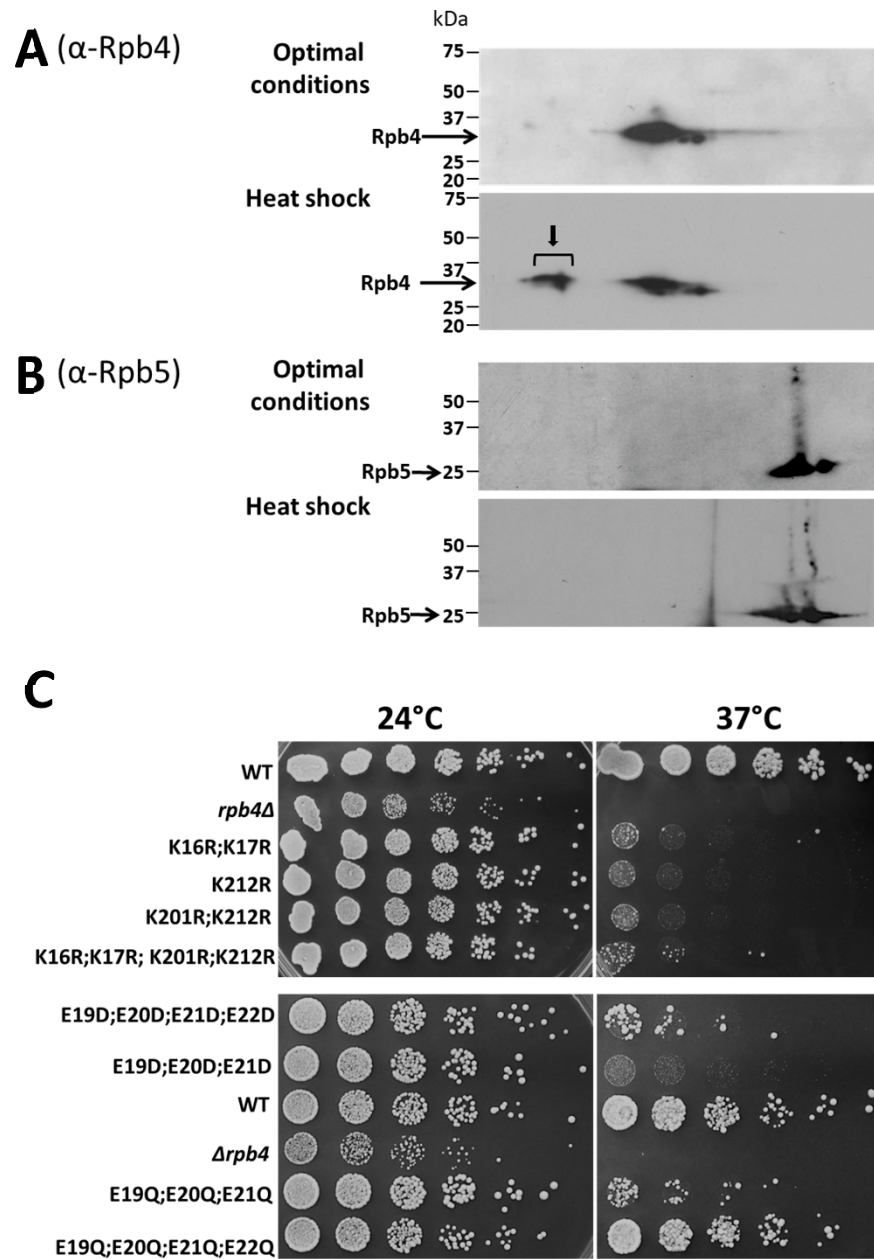 kDa
A (α-Rpb4)
Optimal
conditions
75
50
37
Rpb4
25
20
Heat shock
75
50
37
Rpb4
25
20
B (α-Rpb5)
Optimal
conditions
50
37
Rpb5
25
Heat shock
50
37
Rpb5
25
C
24°C 37°C
WT
rpb4Δ
K16R;K17R
K212R
K201R;K212R
K16R;K17R; K201R;K212R
E19D;E20D;E21D;E22D
E19D;E20D;E21D
WT
Δrpb4
E19Q;E20Q;E21Q
E19Q;E20Q;E21Q;E22Q